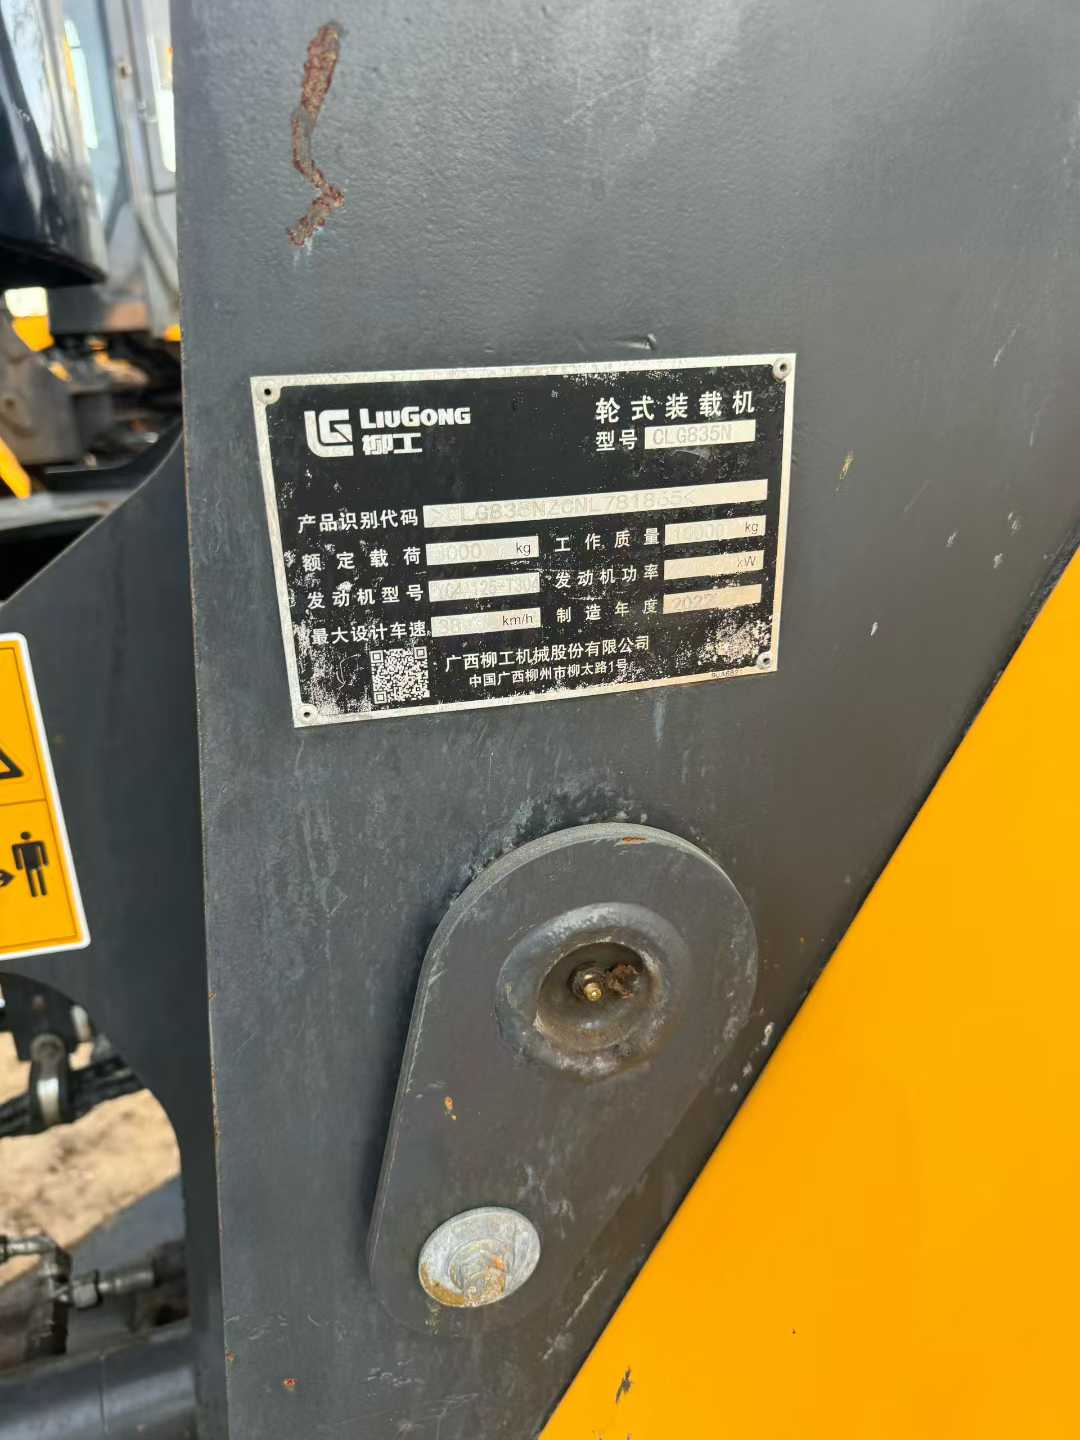 LIUGONG
柳工
轮式装载机
型号 CLG835N
产品识别代码
额定载荷 kg 工作质量 kg
发动机型号 发动机功率 kW
最大设计车速 km/h 制造年度
广西柳工机械股份有限公司
中国广西柳州市柳太路1号